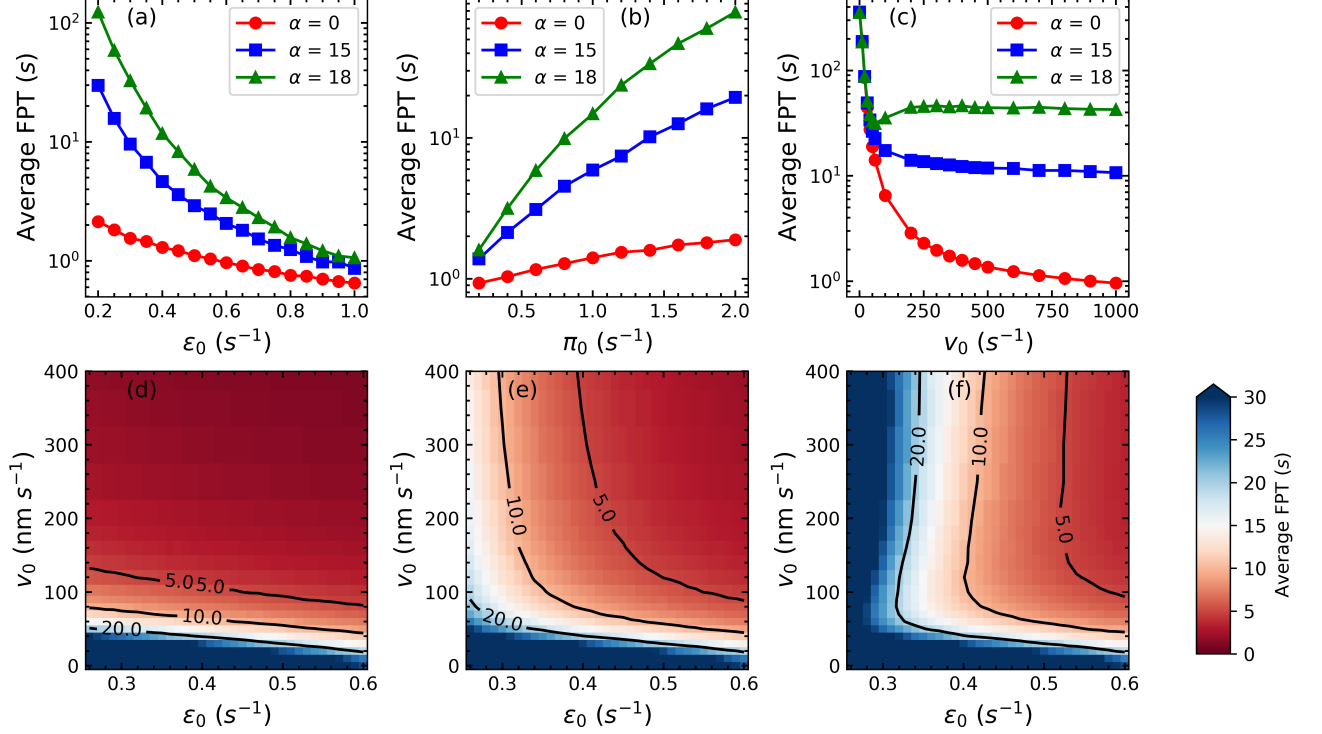 (a)
α = 0
α = 15
α = 18
Average FPT (s)
10²
10¹
10⁰
0.2 0.4 0.6 0.8 1.0
ε₀ (s⁻¹)
(b)
α = 0
α = 15
α = 18
Average FPT (s)
10¹
10⁰
0.5 1.0 1.5 2.0
π₀ (s⁻¹)
(c)
α = 0
α = 15
α = 18
Average FPT (s)
10²
10¹
10⁰
0 250 500 750 1000
v₀ (s⁻¹)
(d)
v₀ (nm s⁻¹)
400
300
200
100
0
5.0 5.0
10.0
20.0
0.3 0.4 0.5 0.6
ε₀ (s⁻¹)
(e)
v₀ (nm s⁻¹)
400
300
200
100
0
10.0
5.0
20.0
0.3 0.4 0.5 0.6
ε₀ (s⁻¹)
(f)
v₀ (nm s⁻¹)
400
300
200
100
0
20.0
10.0
5.0
0.3 0.4 0.5 0.6
ε₀ (s⁻¹)
30
25
20
15
10
5
0
Average FPT (s)